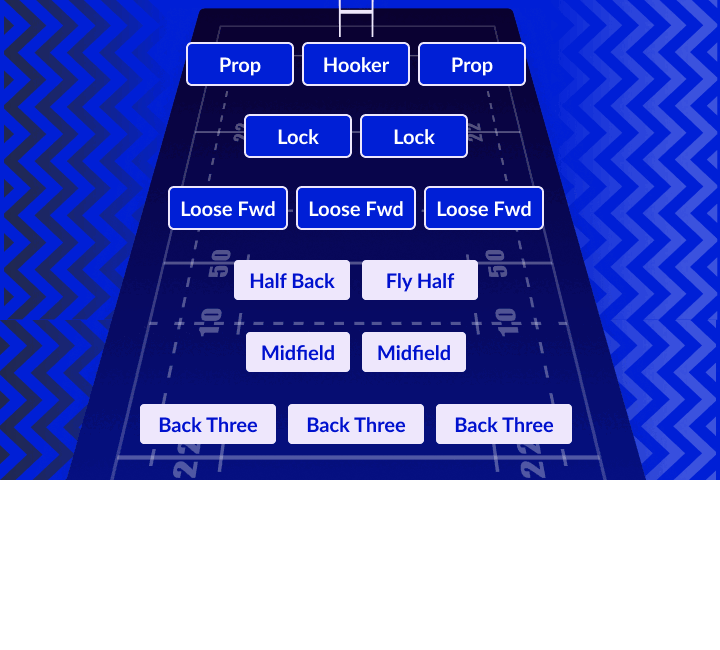 Prop Hooker Prop
22 22
Lock Lock
Loose Fwd Loose Fwd Loose Fwd
50 50
Half Back Fly Half
10 10
Midfield Midfield
Back Three Back Three Back Three
22 22